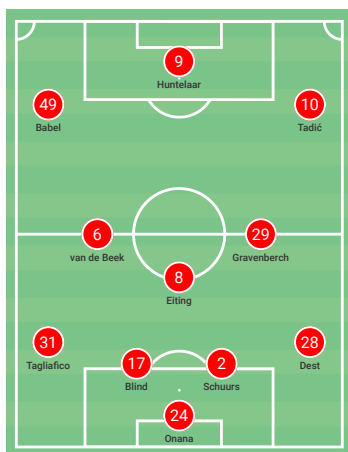 9
Huntelaar
49
Babel
10
Tadić
6
van de Beek
29
Gravenberch
8
Eiting
31
Tagliafico
17
Blind
2
Schuurs
28
Dest
24
Onana